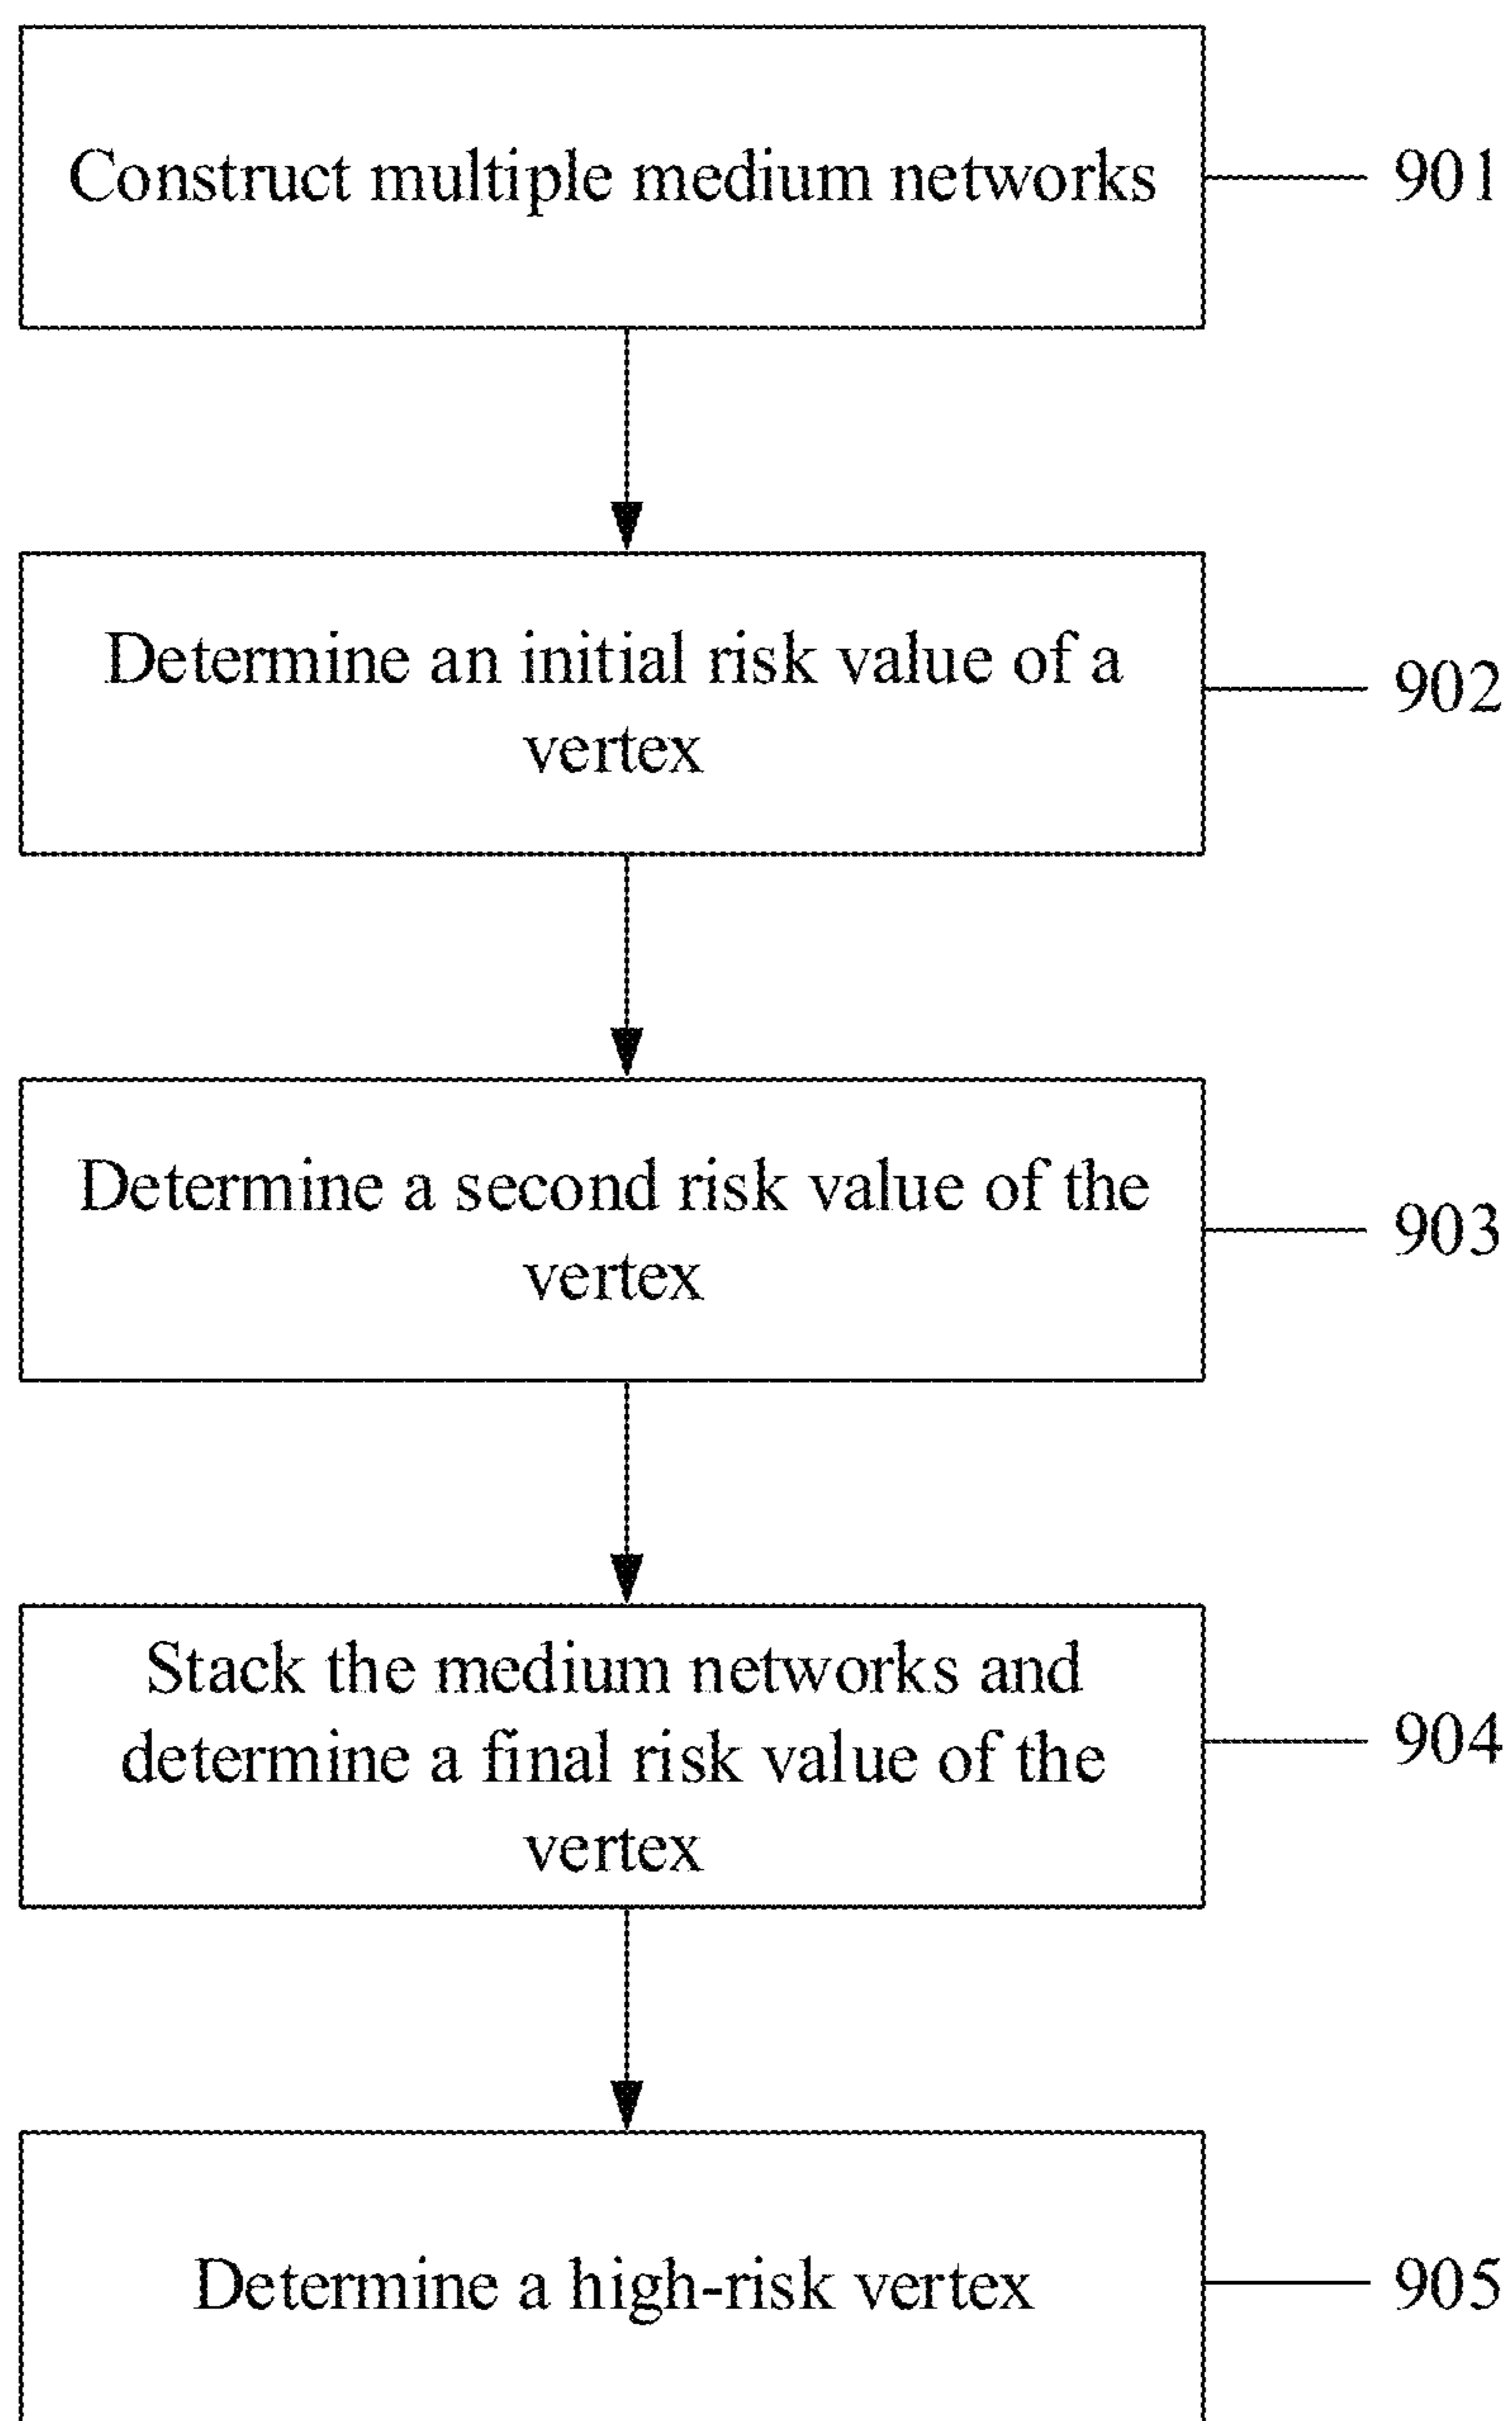 Construct multiple medium networks
901
Determine an initial risk value of a
vertex
902
Determine a second risk value of the
vertex
903
Stack the medium networks and
determine a final risk value of the
vertex
904
Determine a high-risk vertex
905